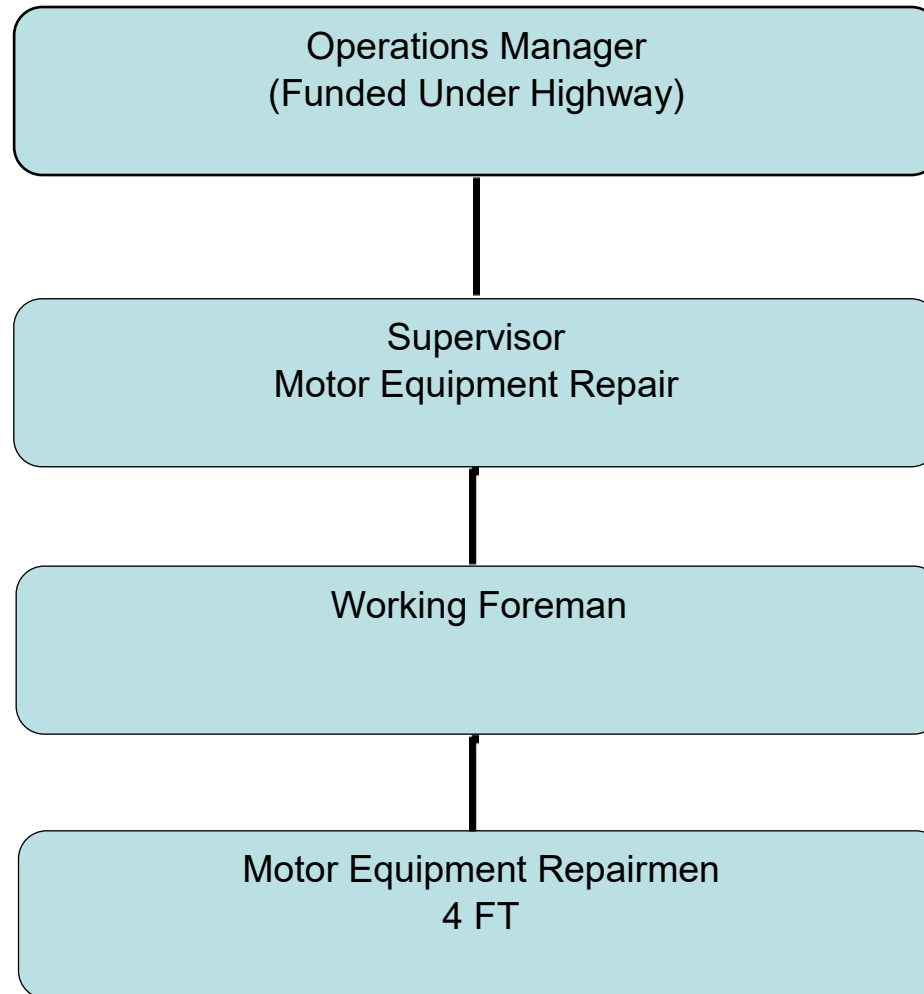 Operations Manager
(Funded Under Highway)
Supervisor
Motor Equipment Repair
Working Foreman
Motor Equipment Repairmen
4 FT